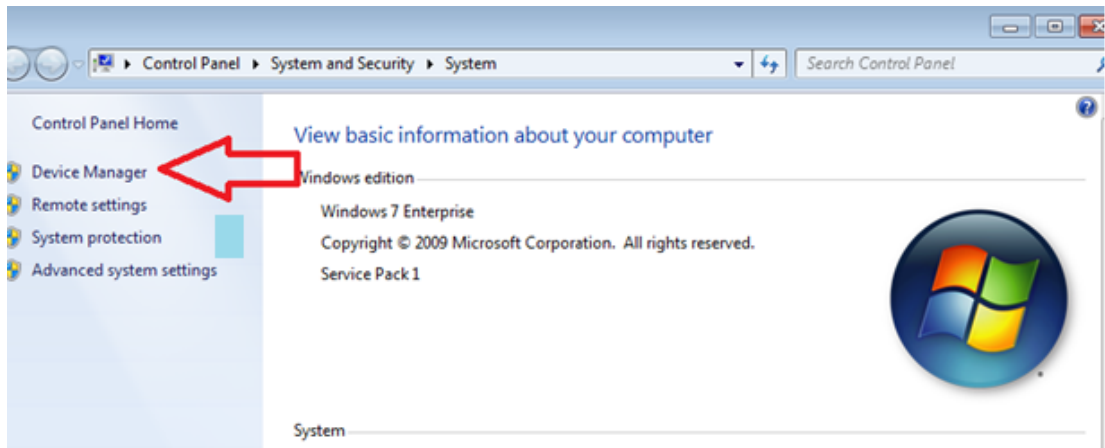 Control Panel ▸ System and Security ▸ System
Search Control Panel
Control Panel Home
View basic information about your computer
Device Manager
Windows edition
Remote settings
Windows 7 Enterprise
System protection
Copyright © 2009 Microsoft Corporation. All rights reserved.
Advanced system settings
Service Pack 1
System